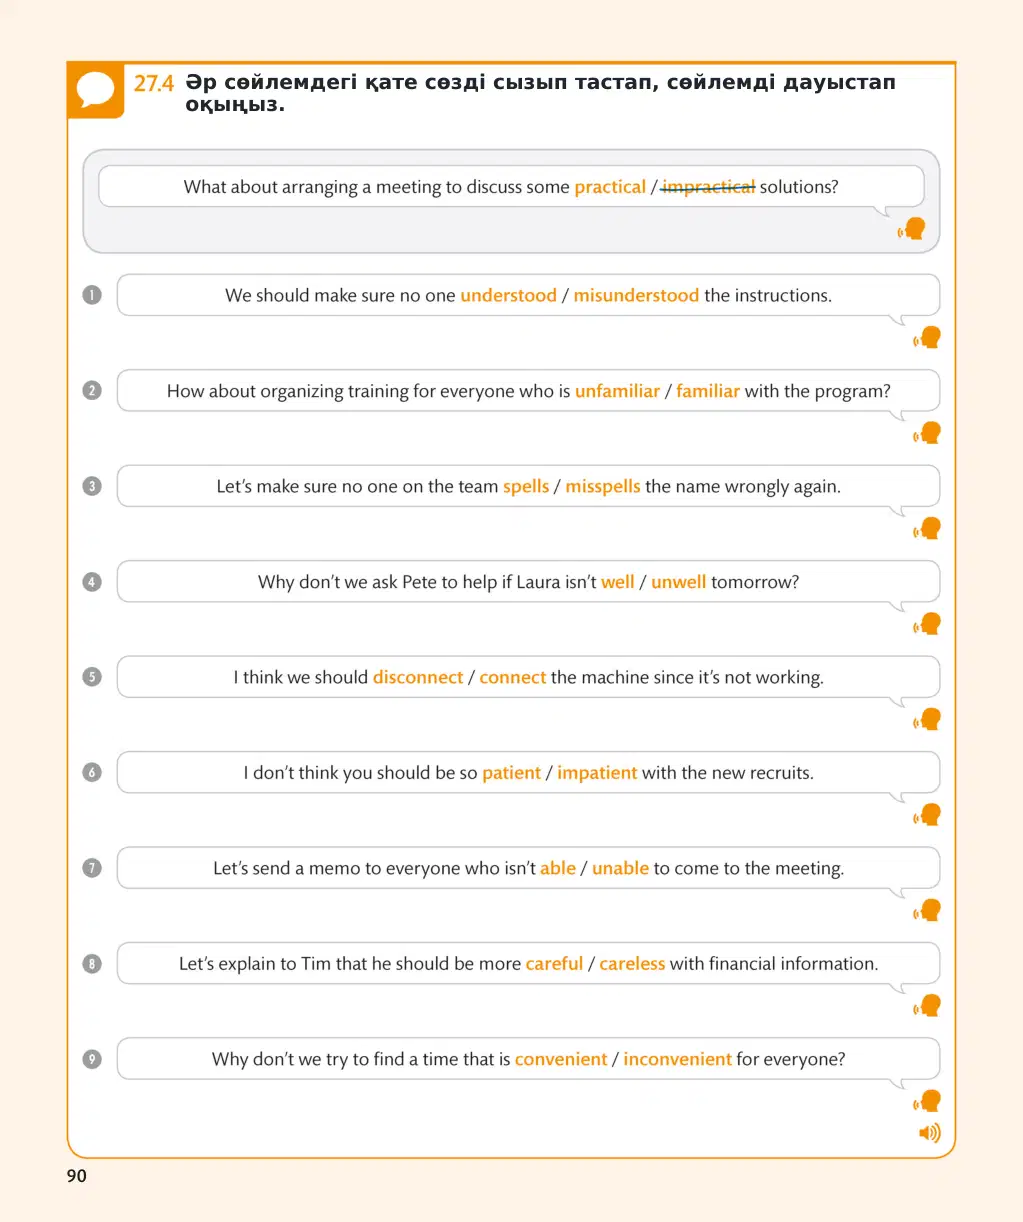 27.4 Әр сөйлемдегі қате сөзді сызып тастап, сөйлемді дауыстап
оқыңыз.
What about arranging a meeting to discuss some practical / impractical solutions?
1 We should make sure no one understood / misunderstood the instructions.
2 How about organizing training for everyone who is unfamiliar / familiar with the program?
3 Let's make sure no one on the team spells / misspells the name wrongly again.
4 Why don't we ask Pete to help if Laura isn't well / unwell tomorrow?
5 I think we should disconnect / connect the machine since it's not working.
6 I don't think you should be so patient / impatient with the new recruits.
7 Let's send a memo to everyone who isn't able / unable to come to the meeting.
8 Let's explain to Tim that he should be more careful / careless with financial information.
9 Why don't we try to find a time that is convenient / inconvenient for everyone?
90